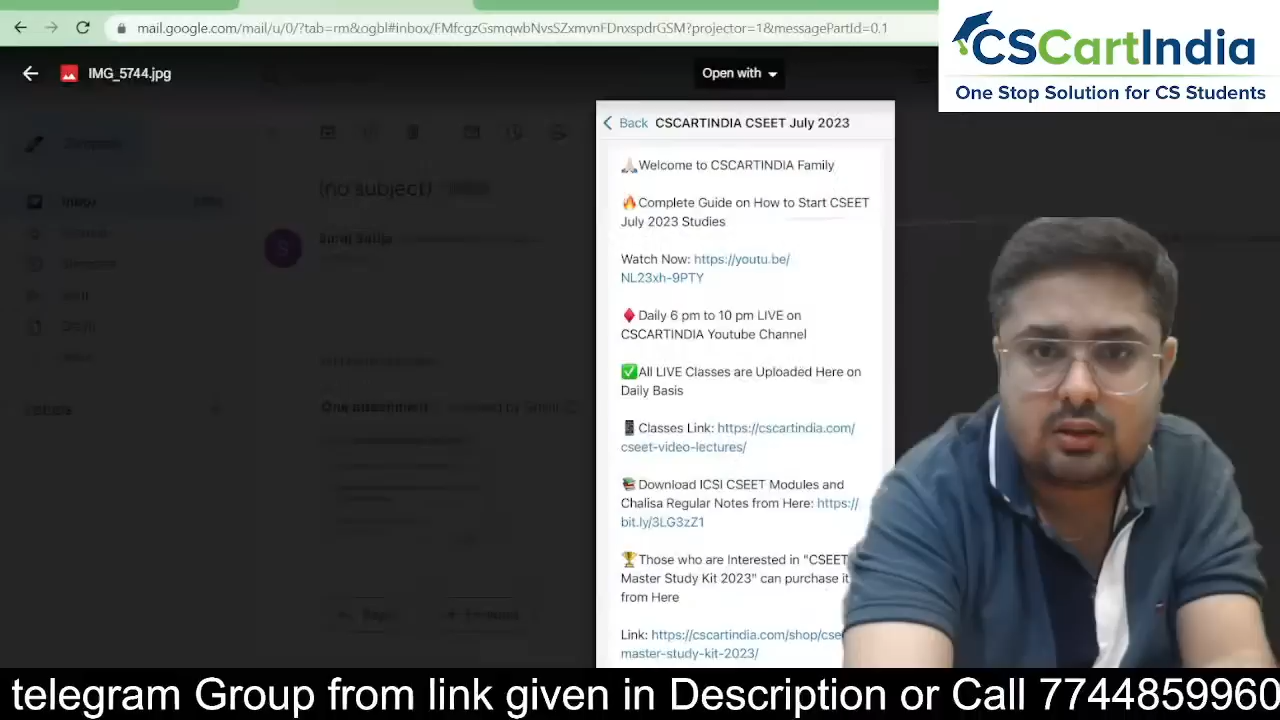 mail.google.com/mail/u/0/?tab=rm&ogbl#inbox/FMfcgzGsmqwbNvsSZxmvnFDnxspdrGSM?projector=1&messagePartId=0.1
CSCartIndia
One Stop Solution for CS Students
IMG_5744.jpg
Open with
Back CSCARTINDIA CSEET July 2023
🙏🏻Welcome to CSCARTINDIA Family
🔥Complete Guide on How to Start CSEET
July 2023 Studies
Watch Now: https://youtu.be/
NL23xh-9PTY
♦️Daily 6 pm to 10 pm LIVE on
CSCARTINDIA Youtube Channel
✅All LIVE Classes are Uploaded Here on
Daily Basis
📱Classes Link: https://cscartindia.com/
cseet-video-lectures/
📚Download ICSI CSEET Modules and
Chalisa Regular Notes from Here: https://
bit.ly/3LG3zZ1
🏆Those who are Interested in "CSEET
Master Study Kit 2023" can purchase it
from Here
Link: https://cscartindia.com/shop/cse
master-study-kit-2023/
(no subject)
Suraj
telegram Group from link given in Description or Call 7744859960